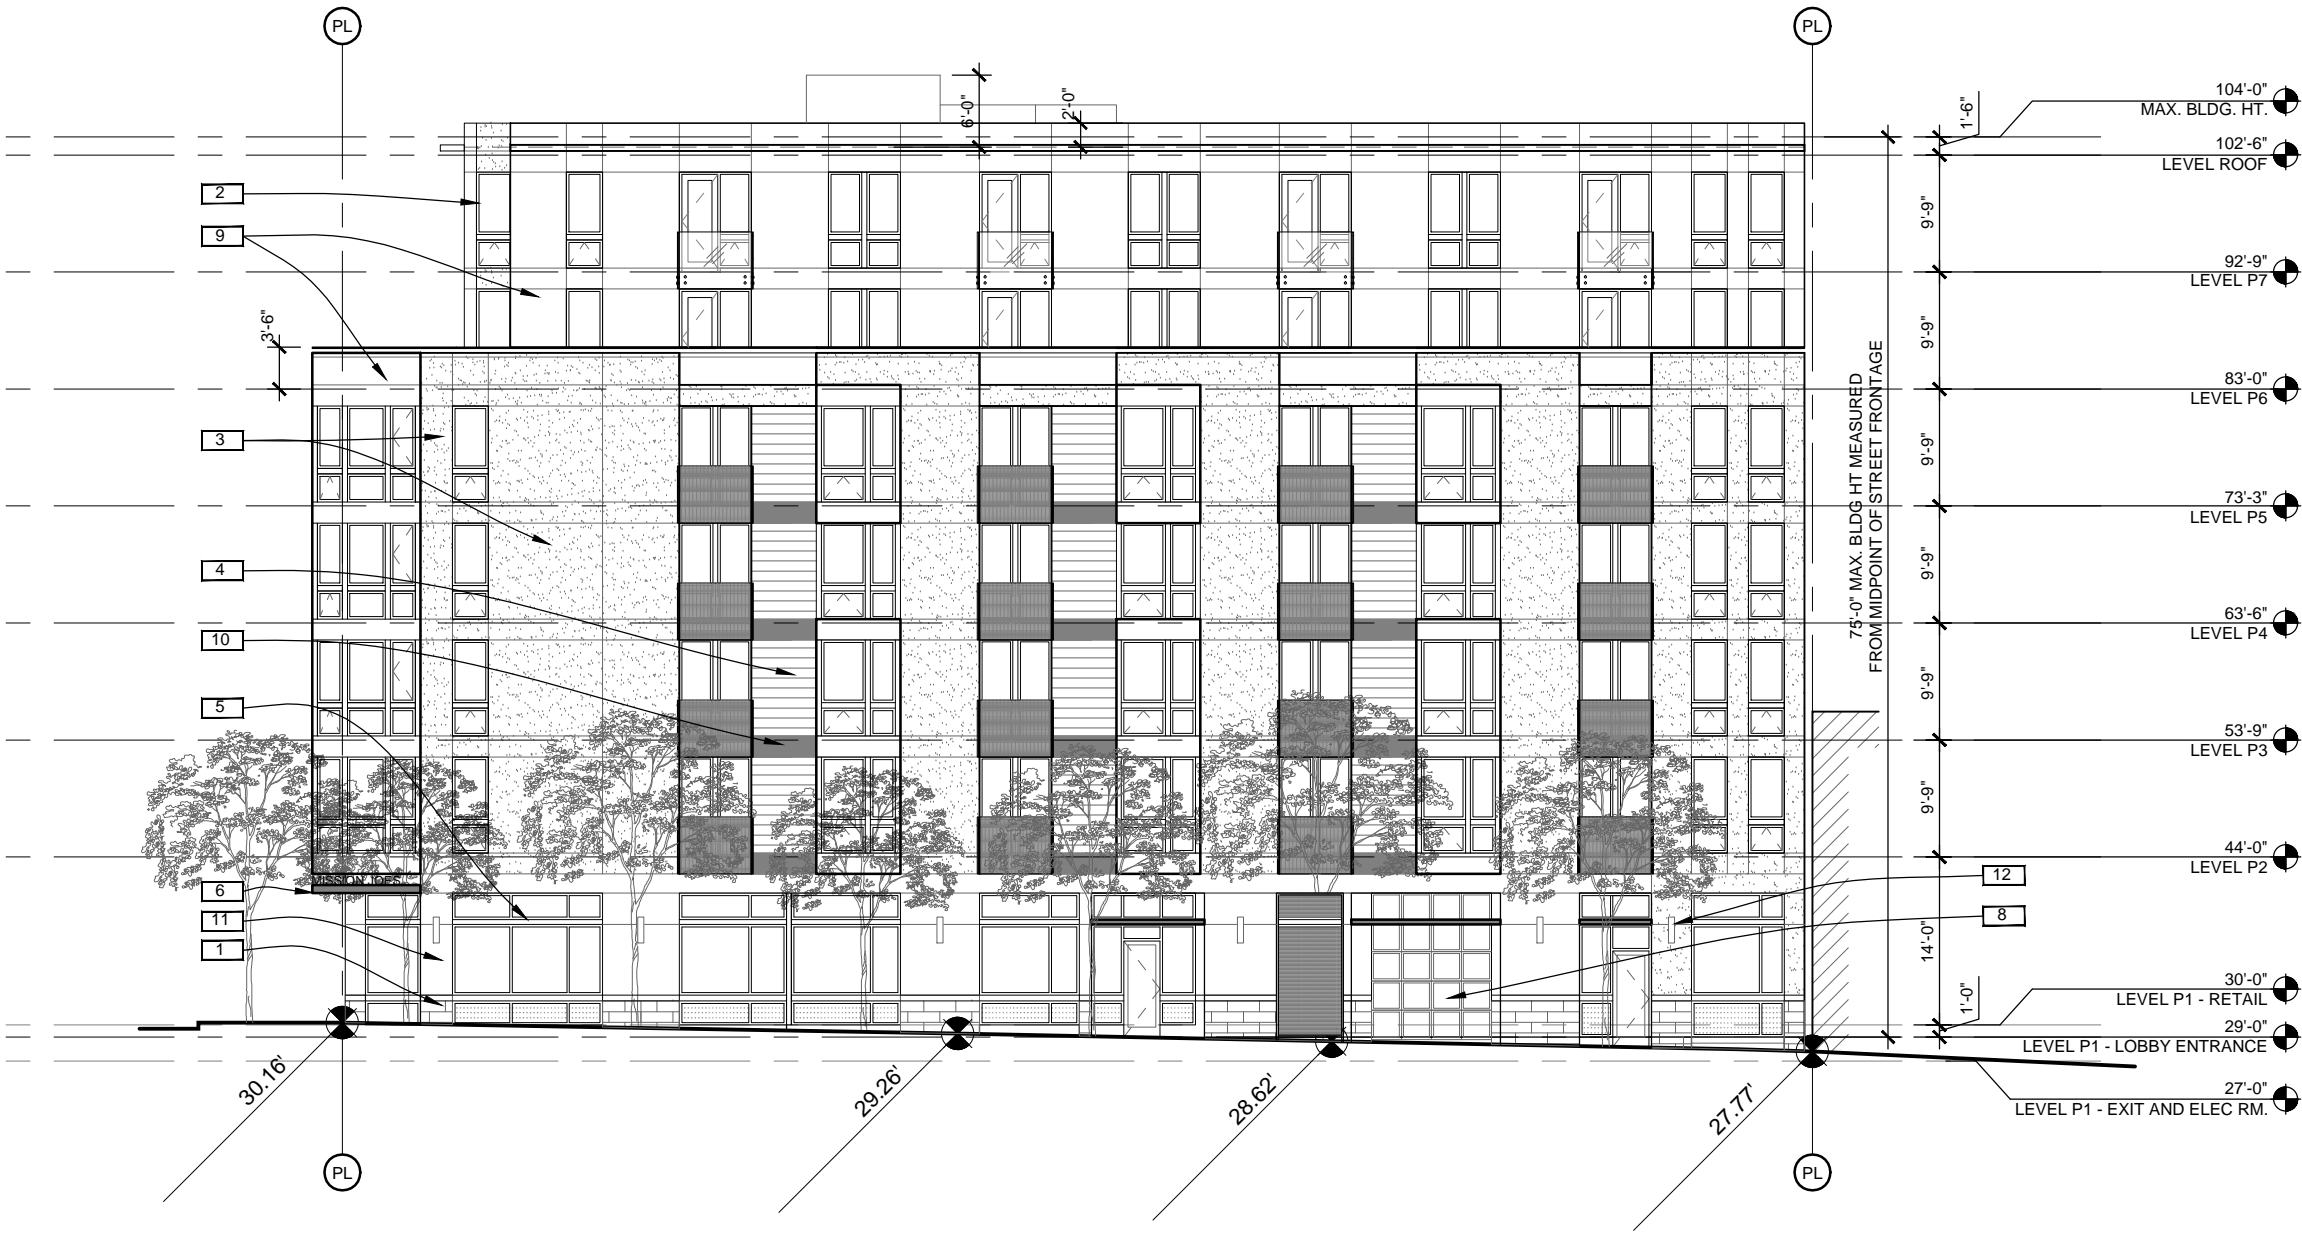 PL
PL
104'-0"
MAX. BLDG. HT.
1'-6"
6'-0"
2'-0"
102'-6"
LEVEL ROOF
2
9'-9"
9
92'-9"
LEVEL P7
3'-6"
9'-9"
83'-0"
LEVEL P6
75'-0" MAX. BLDG HT MEASURED
FROM MIDPOINT OF STREET FRONTAGE
3
9'-9"
73'-3"
LEVEL P5
4
9'-9"
63'-6"
LEVEL P4
10
9'-9"
5
53'-9"
LEVEL P3
9'-9"
44'-0"
LEVEL P2
MISSION JOES
6
12
11
8
1
14'-0"
30'-0"
LEVEL P1 - RETAIL
1'-0"
29'-0"
LEVEL P1 - LOBBY ENTRANCE
30.16'
29.26'
28.62'
27.77'
27'-0"
LEVEL P1 - EXIT AND ELEC RM.
PL
PL